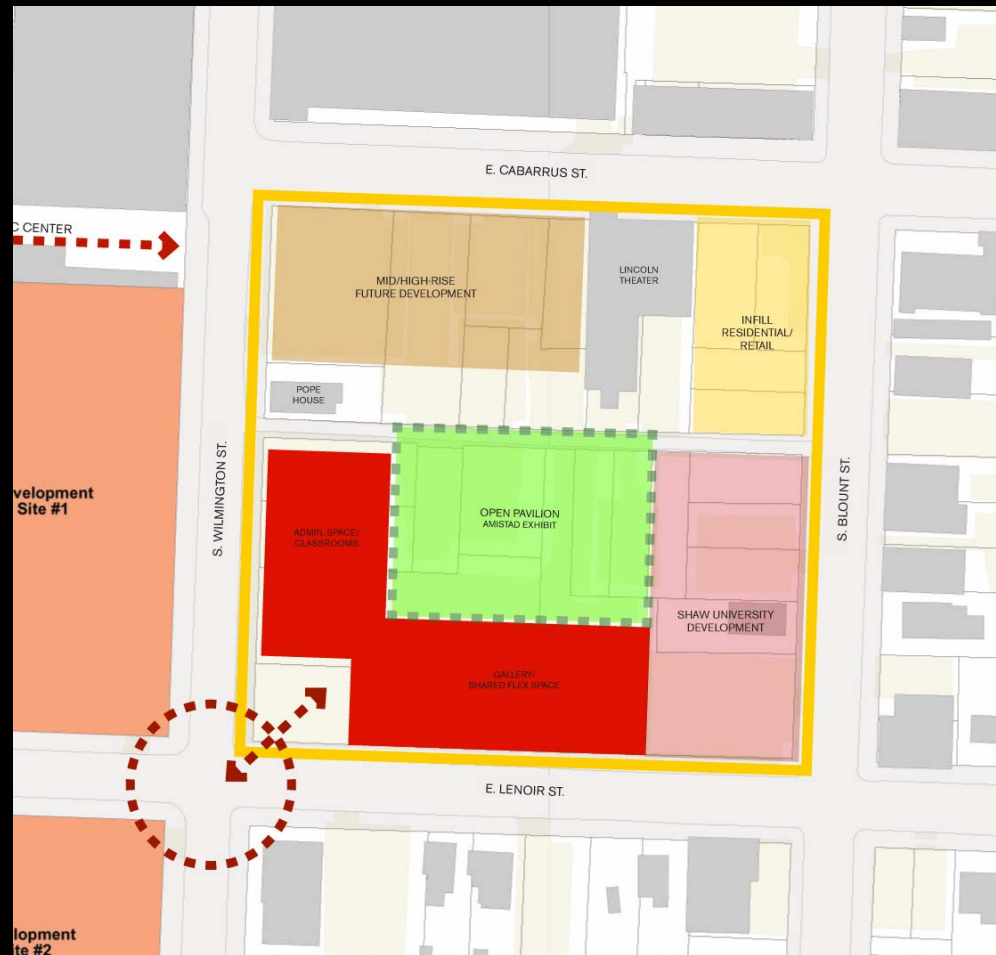 E. CABARRUS ST.
C CENTER
MID/HIGH-RISE
FUTURE DEVELOPMENT
LINCOLN
THEATER
INFILL
RESIDENTIAL/
RETAIL
POPE
HOUSE
S. WILMINGTON ST.
S. BLOUNT ST.
velopment
Site #1
OPEN PAVILION
AMISTAD EXHIBIT
ADMIN. SPACE/
CLASSROOMS
SHAW UNIVERSITY
DEVELOPMENT
GALLERY/
SHARED FLEX SPACE
E. LENOIR ST.
lopment
ite #2